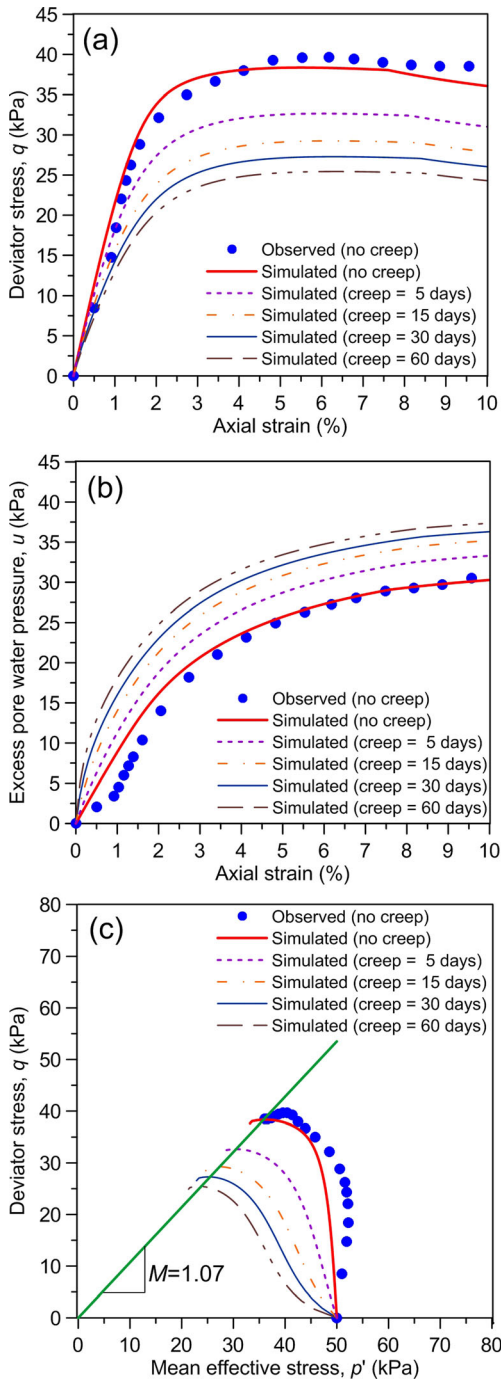 (a)
45
40
35
30
25
20
15
10
5
0
Deviator stress, q (kPa)
Observed (no creep)
Simulated (no creep)
Simulated (creep = 5 days)
Simulated (creep = 15 days)
Simulated (creep = 30 days)
Simulated (creep = 60 days)
0 1 2 3 4 5 6 7 8 9 10
Axial strain (%)
(b)
45
40
35
30
25
20
15
10
5
0
Excess pore water pressure, u (kPa)
Observed (no creep)
Simulated (no creep)
Simulated (creep = 5 days)
Simulated (creep = 15 days)
Simulated (creep = 30 days)
Simulated (creep = 60 days)
0 1 2 3 4 5 6 7 8 9 10
Axial strain (%)
(c)
80
70
60
50
40
30
20
10
0
Deviator stress, q (kPa)
Observed (no creep)
Simulated (no creep)
Simulated (creep = 5 days)
Simulated (creep = 15 days)
Simulated (creep = 30 days)
Simulated (creep = 60 days)
M=1.07
0 10 20 30 40 50 60 70 80
Mean effective stress, p' (kPa)